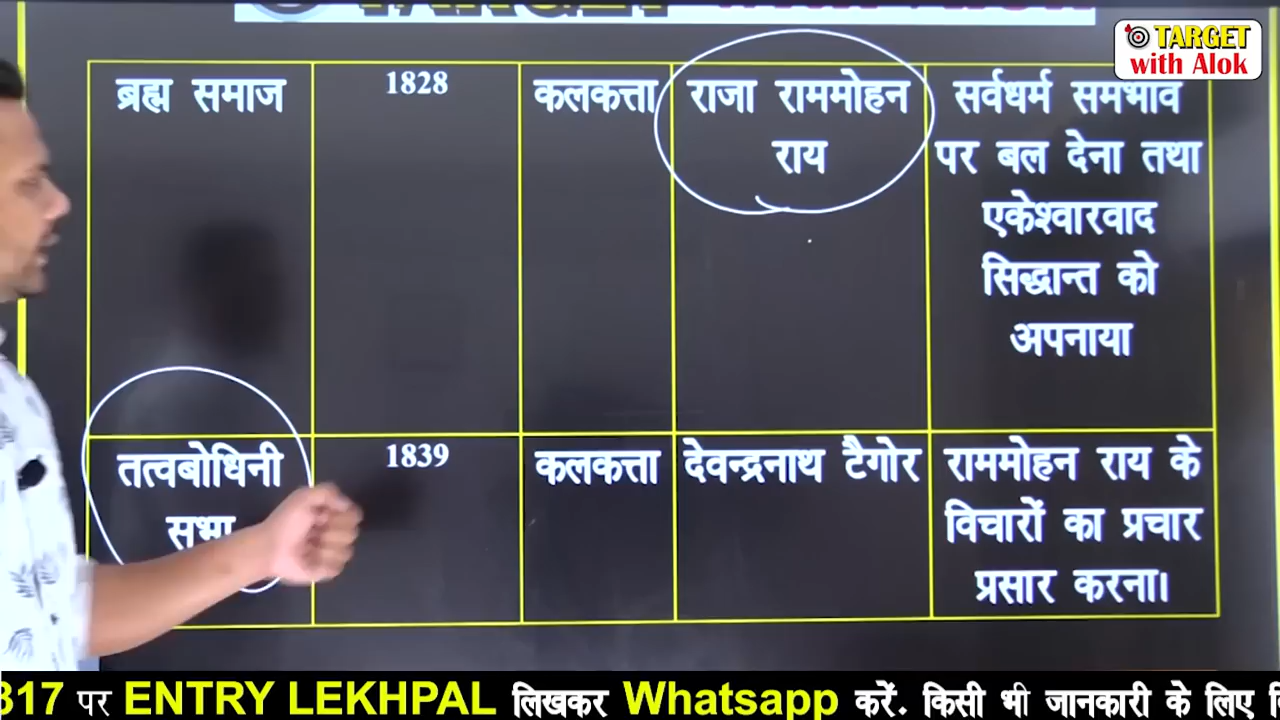 TARGET
with Alok
ब्रह्म समाज
1828
कलकत्ता
राजा राममोहन
राय
सर्वधर्म समभाव
पर बल देना तथा
एकेश्वारवाद
सिद्धान्त को
अपनाया
तत्वबोधिनी
सभा
1839
कलकत्ता
देवन्द्रनाथ टैगोर
राममोहन राय के
विचारों का प्रचार
प्रसार करना।
317 पर ENTRY LEKHPAL लिखकर Whatsapp करें. किसी भी जानकारी के लिए